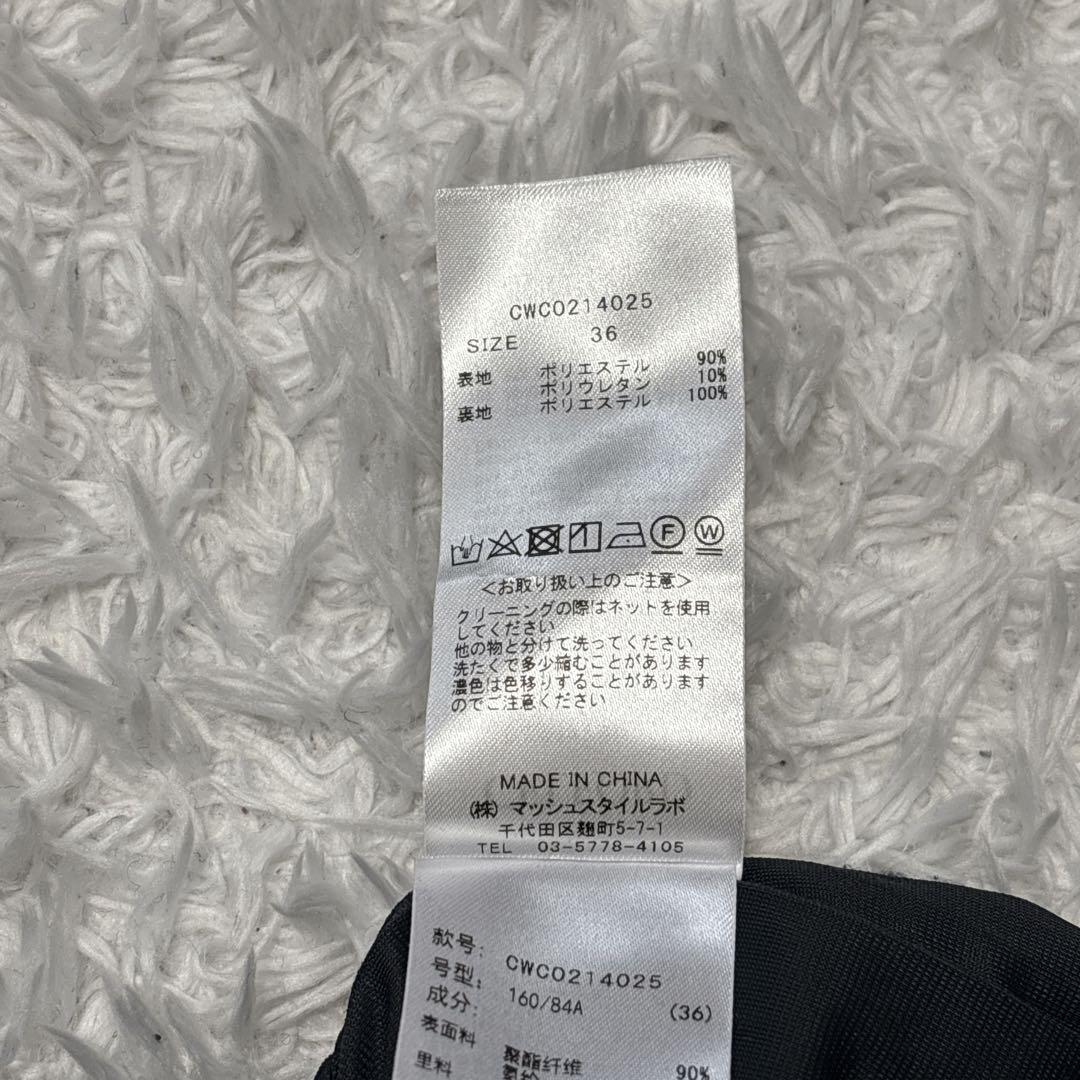 CWCO214025
SIZE 36
表地 ポリエステル 90%
ポリウレタン 10%
裏地 ポリエステル 100%
F W
<お取り扱い上のご注意>
クリーニングの際はネットを使用
してください
他の物と分けて洗ってください
洗たくで多少縮むことがあります
濃色は色移りすることがあります
のでご注意ください
MADE IN CHINA
(株) マッシュスタイルラボ
千代田区麹町5-7-1
TEL 03-5778-4105
款号: CWCO214025
号型: 160/84A (36)
成分:
表面料 聚酯纤维 90%
里料